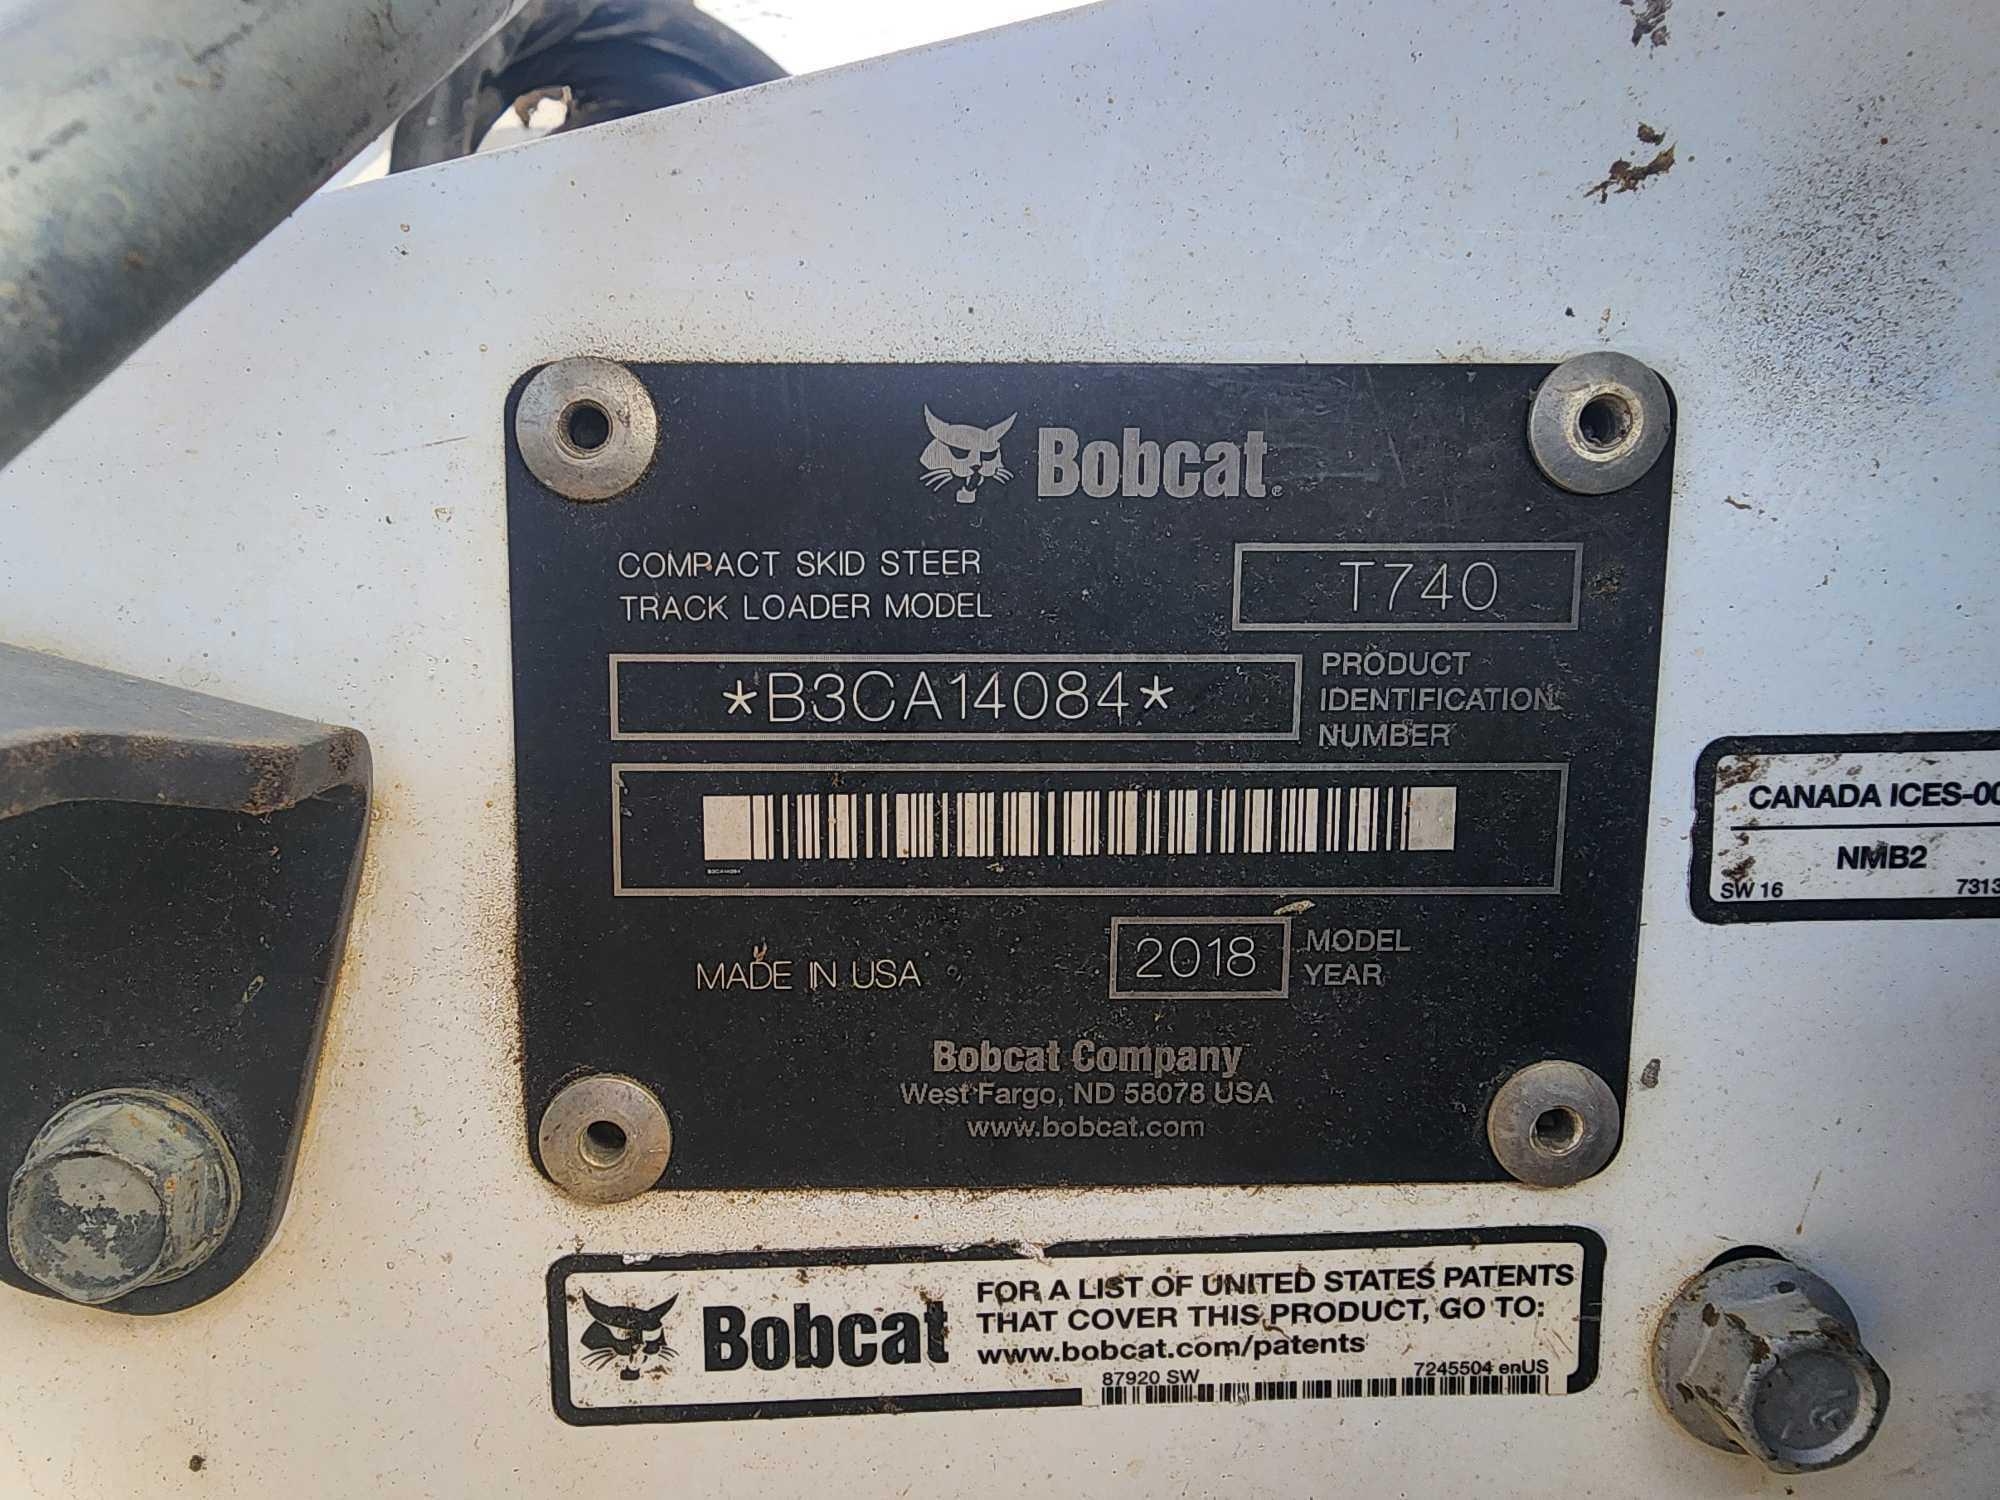 Bobcat®
COMPACT SKID STEER
TRACK LOADER MODEL
T740
*B3CA14084*
PRODUCT
IDENTIFICATION
NUMBER
B3CA14084
MADE IN USA
2018
MODEL
YEAR
Bobcat Company
West Fargo, ND 58078 USA
www.bobcat.com
CANADA ICES-00
NMB2
SW 16 7313
Bobcat
FOR A LIST OF UNITED STATES PATENTS
THAT COVER THIS PRODUCT, GO TO:
www.bobcat.com/patents
87920 SW 7245504 enUS